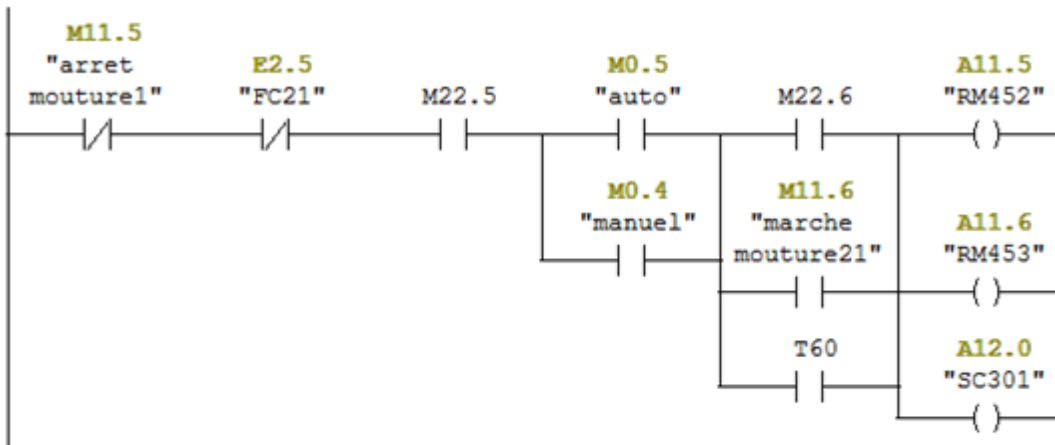 M11.5
"arret
mouture1"
E2.5
"FC21"
M22.5
M0.5
"auto"
M22.6
A11.5
"RM452"
M0.4
"manuel"
M11.6
"marche
mouture21"
A11.6
"RM453"
T60
A12.0
"SC301"